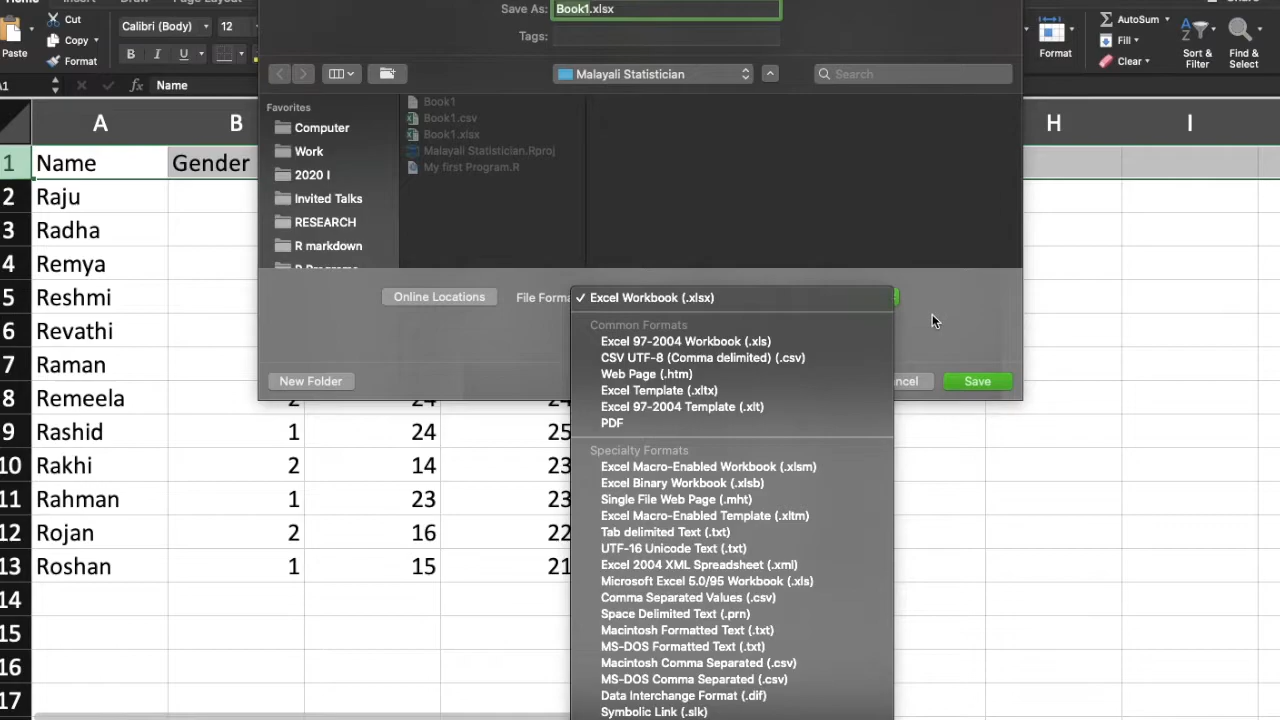 Cut
Copy
Paste
Format
Calibri (Body)
12
B I U
AutoSum
Fill
Clear
Format
Sort &
Filter
Find &
Select
Save As: Book1.xlsx
Tags:
Malayali Statistician
Search
A1
fx Name
Favorites
Computer
Work
2020 I
Invited Talks
RESEARCH
R markdown
Book1
Book1.csv
Book1.xlsx
Malayali Statistician.Rproj
My first Program.R
Online Locations
File Forma
Excel Workbook (.xlsx)
Common Formats
Excel 97-2004 Workbook (.xls)
CSV UTF-8 (Comma delimited) (.csv)
Web Page (.htm)
Excel Template (.xltx)
Excel 97-2004 Template (.xlt)
PDF
Specialty Formats
Excel Macro-Enabled Workbook (.xlsm)
Excel Binary Workbook (.xlsb)
Single File Web Page (.mht)
Excel Macro-Enabled Template (.xltm)
Tab delimited Text (.txt)
UTF-16 Unicode Text (.txt)
Excel 2004 XML Spreadsheet (.xml)
Microsoft Excel 5.0/95 Workbook (.xls)
Comma Separated Values (.csv)
Space Delimited Text (.prn)
Macintosh Formatted Text (.txt)
MS-DOS Formatted Text (.txt)
Macintosh Comma Separated (.csv)
MS-DOS Comma Separated (.csv)
Data Interchange Format (.dif)
Symbolic Link (.slk)
New Folder
ncel
Save
A B H I
1 Name Gender
2 Raju
3 Radha
4 Remya
5 Reshmi
6 Revathi
7 Raman
8 Remeela 2 24
9 Rashid 1 24 25
10 Rakhi 2 14 23
11 Rahman 1 23 23
12 Rojan 2 16 22
13 Roshan 1 15 21
14
15
16
17